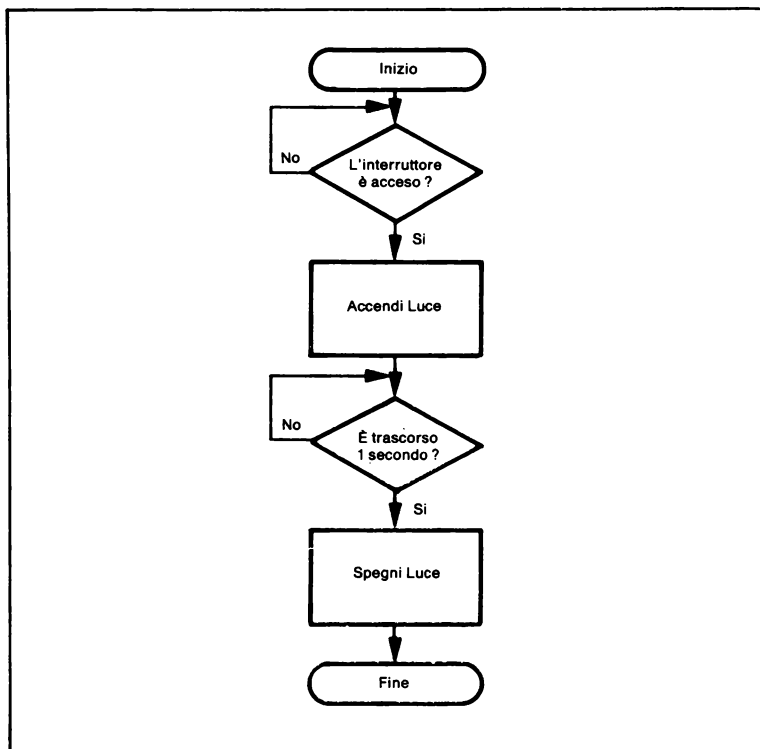 Inizio
No
L'interruttore
è acceso ?
Si
Accendi Luce
No
È trascorso
1 secondo ?
Si
Spegni Luce
Fine